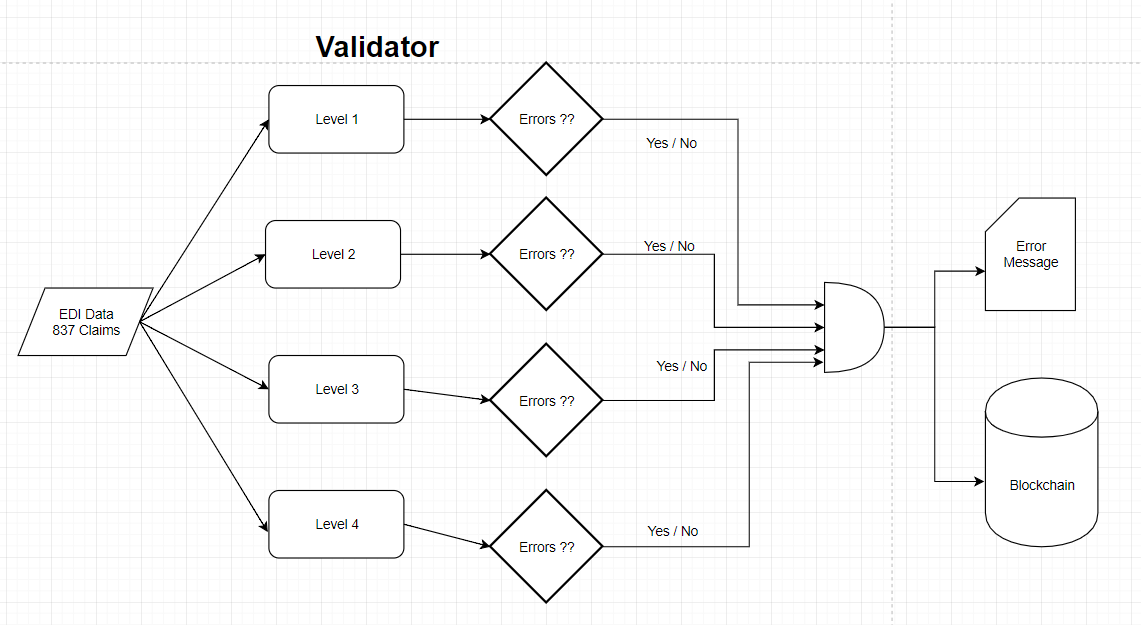 Validator
Level 1
Errors ??
Yes / No
Level 2
Errors ??
Yes / No
EDI Data
837 Claims
Level 3
Errors ??
Yes / No
Level 4
Errors ??
Yes / No
Error
Message
Blockchain